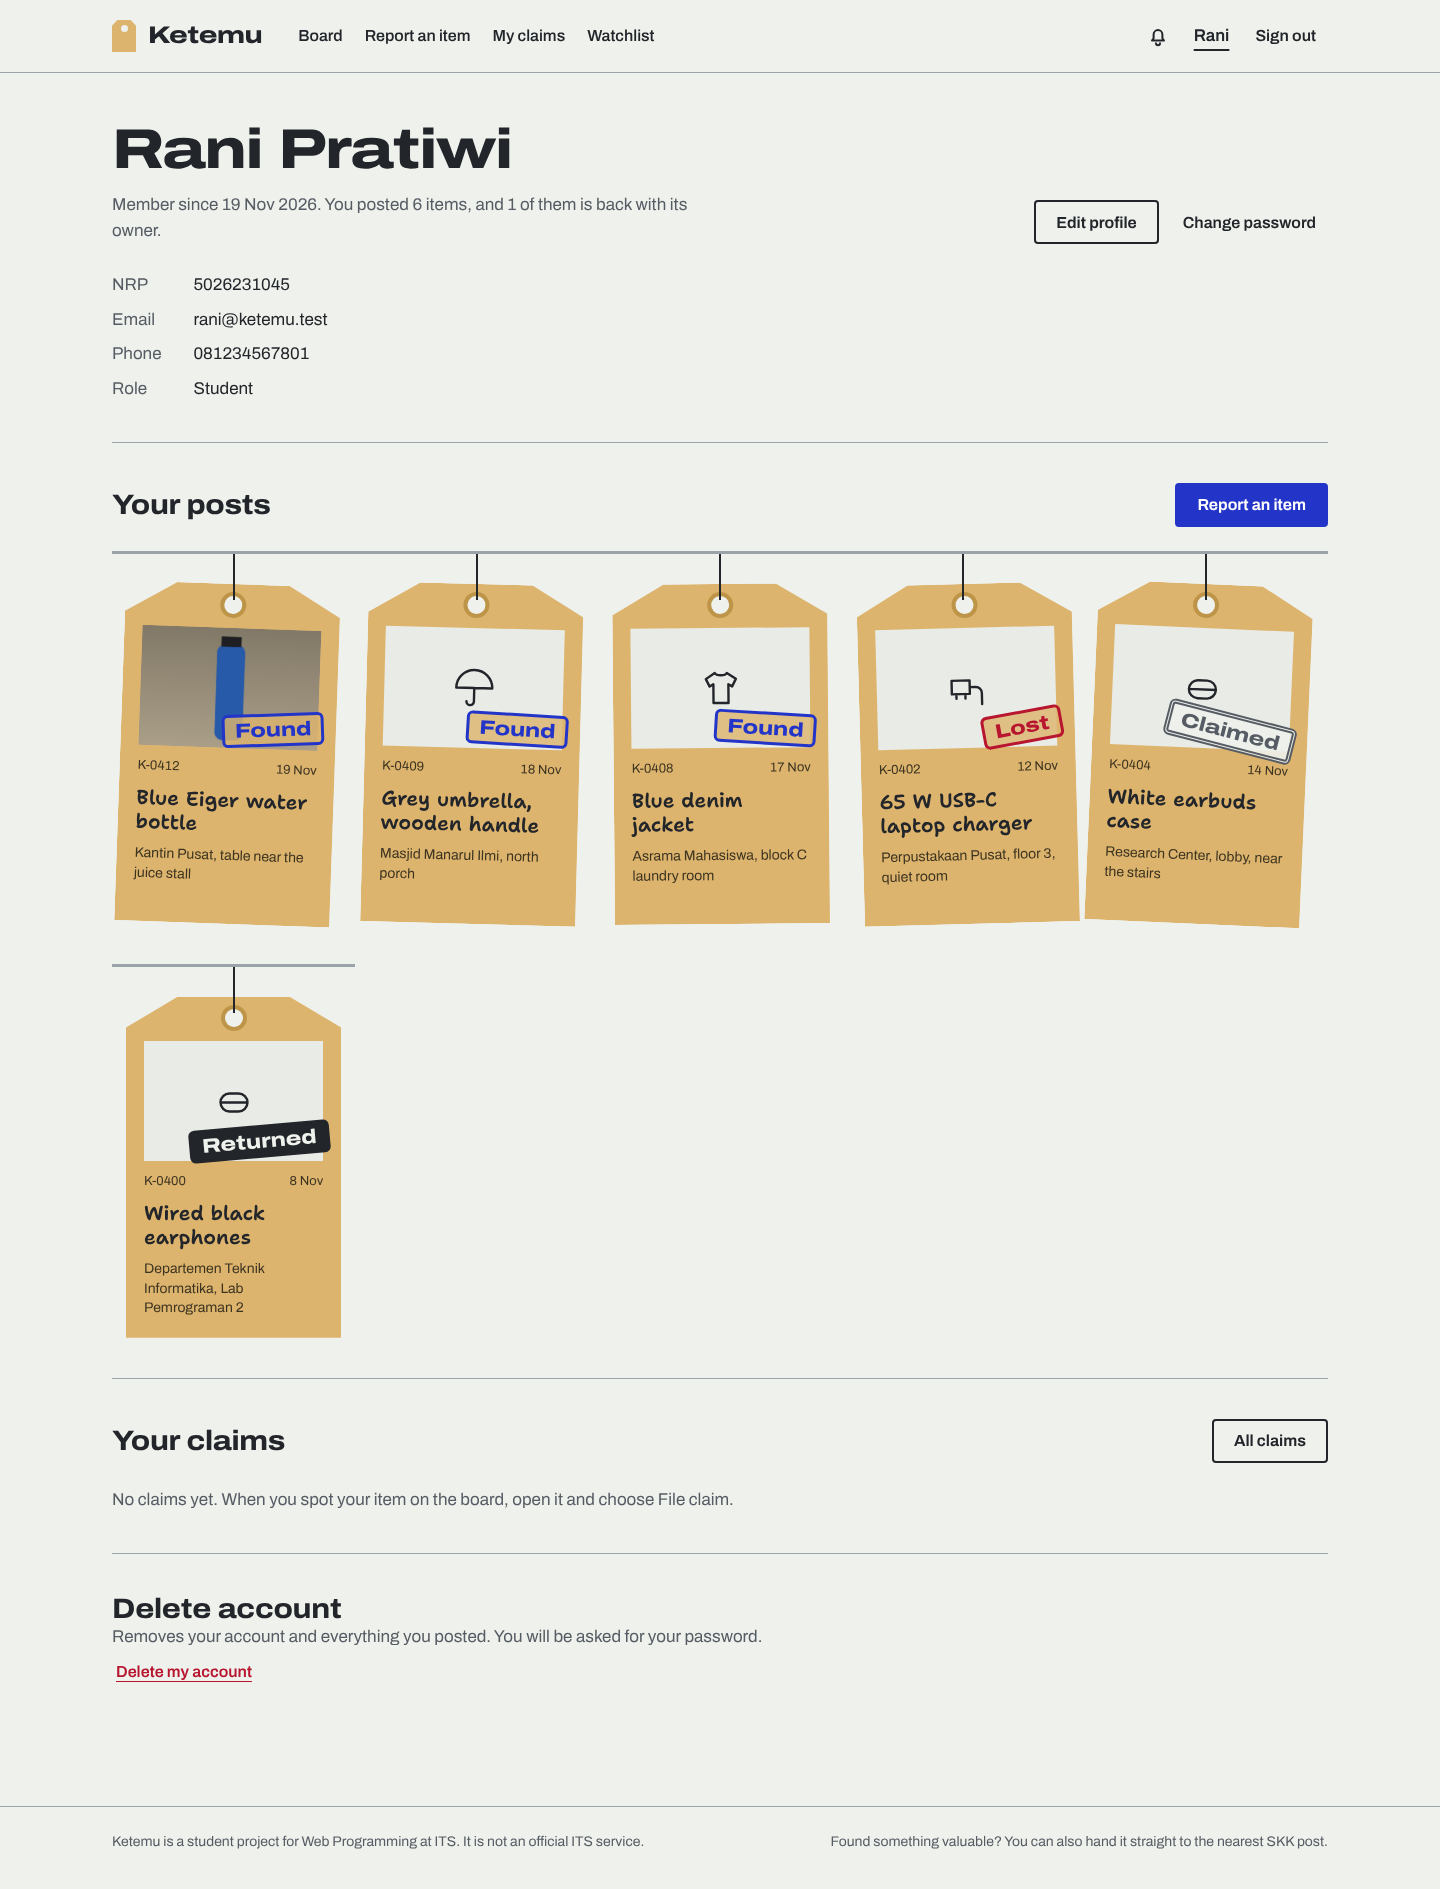 Ketemu
Board
Report an item
My claims
Watchlist
Rani
Sign out
Rani Pratiwi
Member since 19 Nov 2026. You posted 6 items, and 1 of them is back with its
owner.
Edit profile
Change password
NRP 5026231045
Email rani@ketemu.test
Phone 081234567801
Role Student
Your posts
Report an item
Found
K-0412 19 Nov
Blue Eiger water
bottle
Kantin Pusat, table near the
juice stall
Found
K-0409 18 Nov
Grey umbrella,
wooden handle
Masjid Manarul Ilmi, north
porch
Found
K-0408 17 Nov
Blue denim
jacket
Asrama Mahasiswa, block C
laundry room
Lost
K-0402 12 Nov
65 W USB-C
laptop charger
Perpustakaan Pusat, floor 3,
quiet room
Claimed
K-0404 14 Nov
White earbuds
case
Research Center, lobby, near
the stairs
Returned
K-0400 8 Nov
Wired black
earphones
Departemen Teknik
Informatika, Lab
Pemrograman 2
Your claims
All claims
No claims yet. When you spot your item on the board, open it and choose File claim.
Delete account
Removes your account and everything you posted. You will be asked for your password.
Delete my account
Ketemu is a student project for Web Programming at ITS. It is not an official ITS service.
Found something valuable? You can also hand it straight to the nearest SKK post.